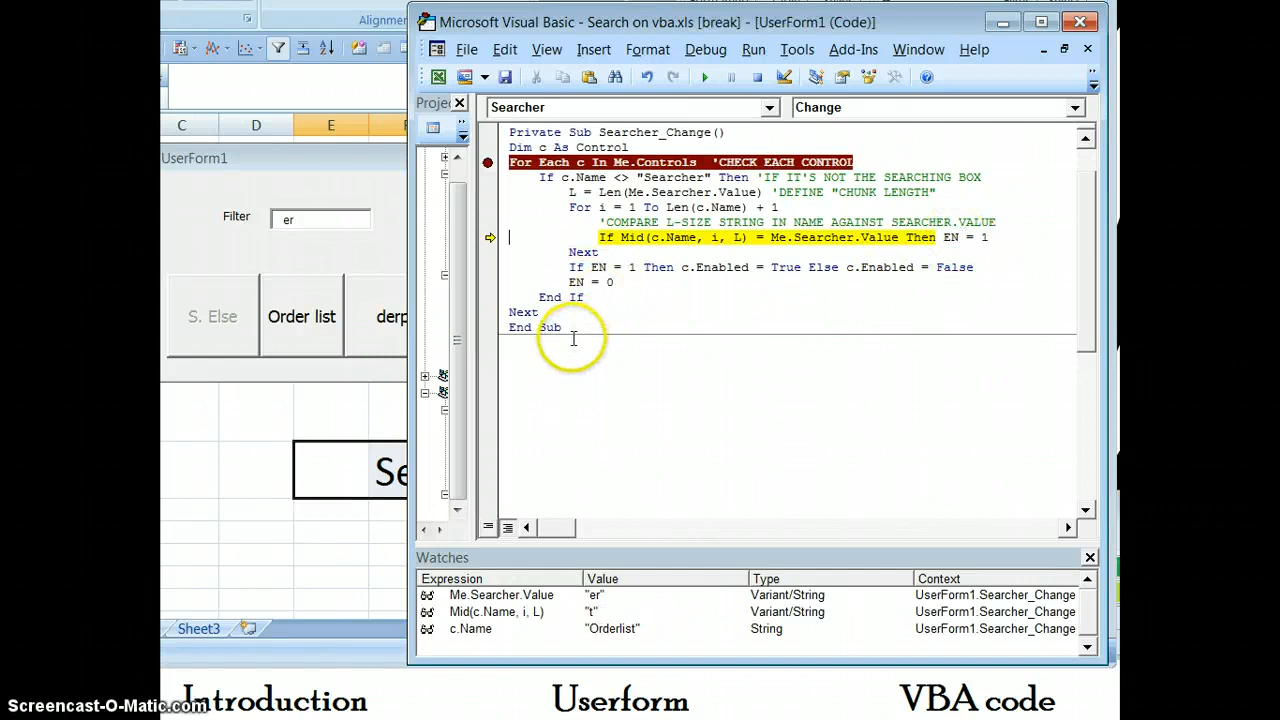 Alignment
Microsoft Visual Basic - Search on vba.xls [break] - [UserForm1 (Code)]
File Edit View Insert Format Debug Run Tools Add-Ins Window Help
Projec
Searcher
Change
C D E F
UserForm1
Filter
er
S. Else
Order list
derp
Private Sub Searcher_Change()
Dim c As Control
For Each c In Me.Controls 'CHECK EACH CONTROL
If c.Name <> "Searcher" Then 'IF IT'S NOT THE SEARCHING BOX
L = Len(Me.Searcher.Value) 'DEFINE "CHUNK LENGTH"
For i = 1 To Len(c.Name) + 1
'COMPARE L-SIZE STRING IN NAME AGAINST SEARCHER.VALUE
If Mid(c.Name, i, L) = Me.Searcher.Value Then EN = 1
Next
If EN = 1 Then c.Enabled = True Else c.Enabled = False
EN = 0
End If
Next
End Sub
Se
Sheet3
Watches
Expression Value Type Context
Me.Searcher.Value "er" Variant/String UserForm1.Searcher_Change
Mid(c.Name, i, L) "t" Variant/String UserForm1.Searcher_Change
c.Name "Orderlist" String UserForm1.Searcher_Change
Introduction Userform VBA code
Screencast-O-Matic.com